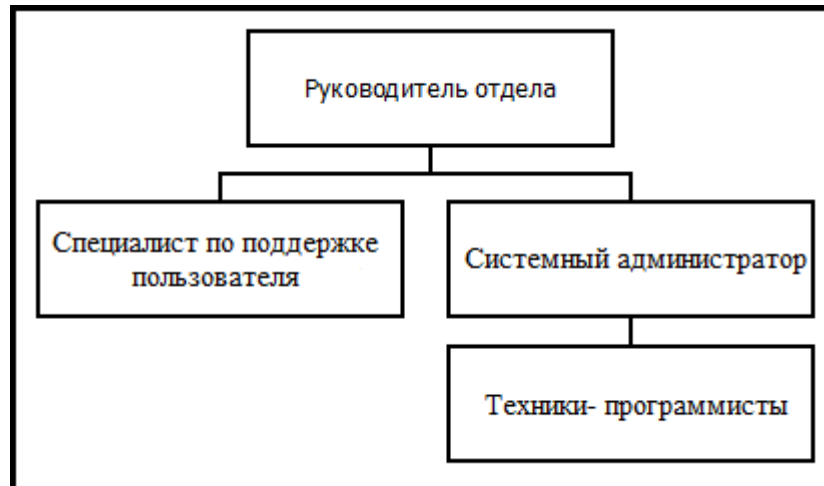 Руководитель отдела
Специалист по поддержке
пользователя
Системный администратор
Техники- программисты